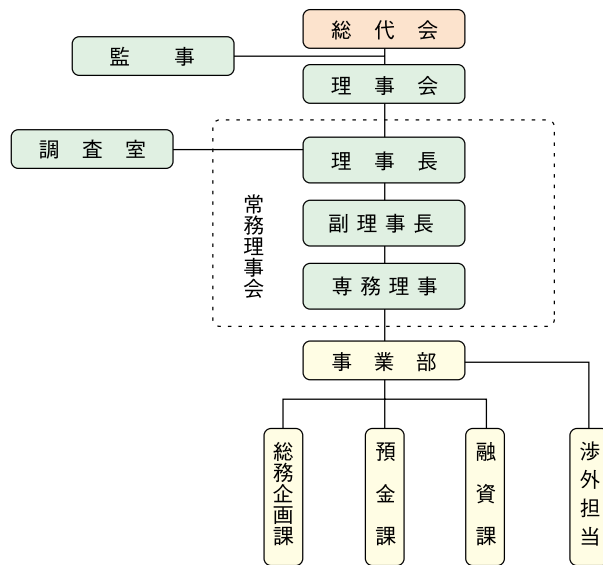 総代会
監事
理事会
調査室
理事長
常務理事会
副理事長
専務理事
事業部
総務企画課
預金課
融資課
渉外担当